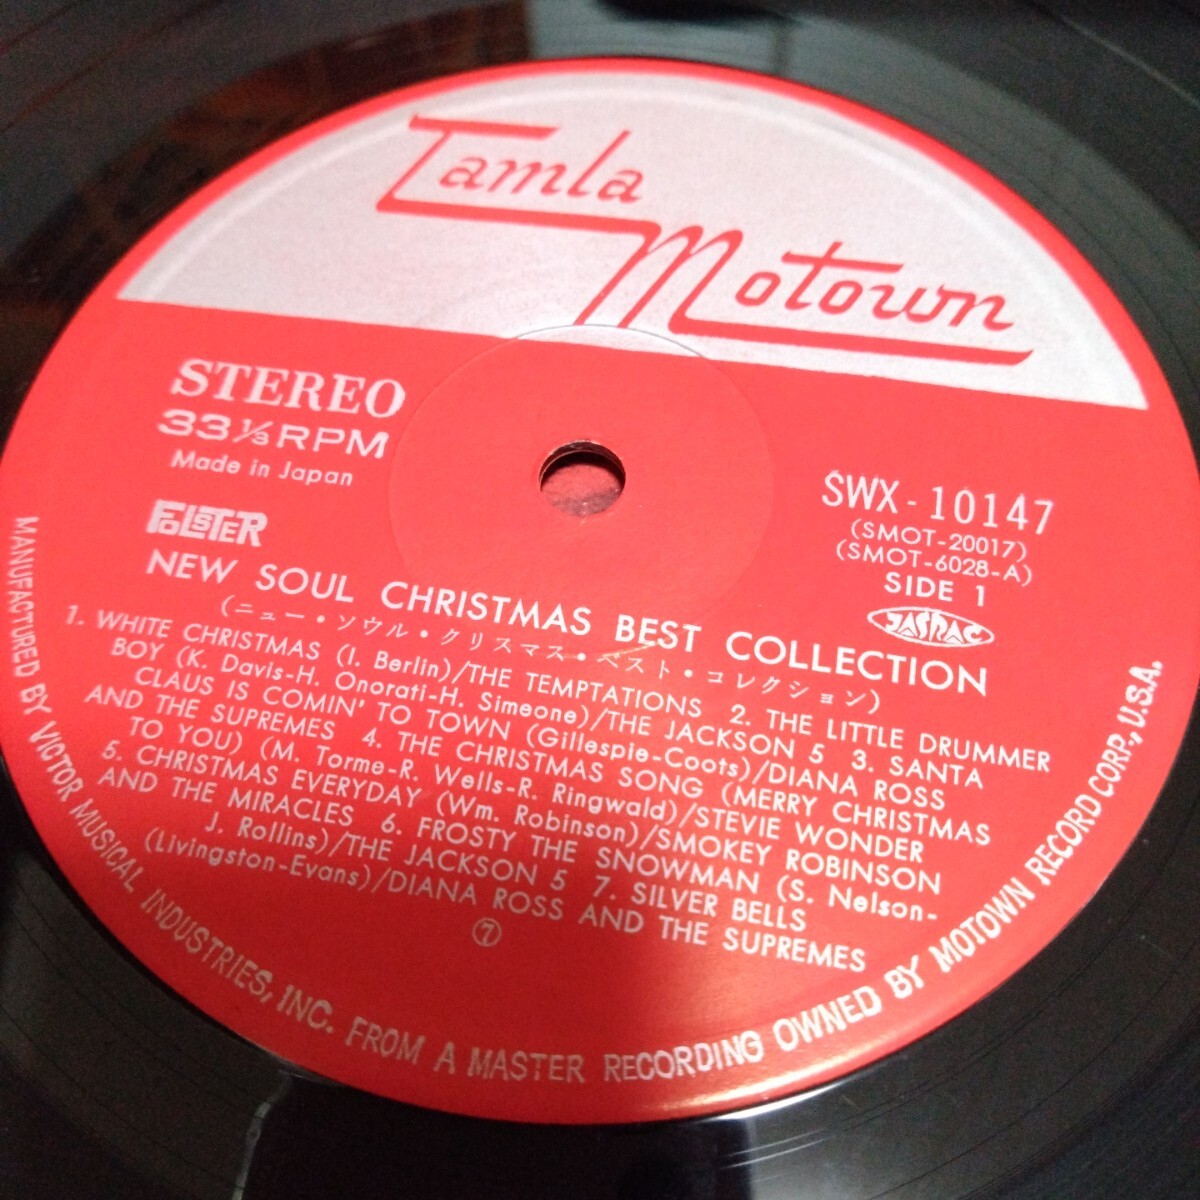 Tamla
Motown
STEREO
33 1/3 RPM
Made in Japan
FOLSTER
SWX-10147
(SMOT-20017)
(SMOT-6028-A)
SIDE 1
JASRAC
NEW SOUL CHRISTMAS BEST COLLECTION
(ニュー・ソウル・クリスマス・ベスト・コレクション)
1. WHITE CHRISTMAS (I. Berlin)/THE TEMPTATIONS 2. THE LITTLE DRUMMER
BOY (K. Davis-H. Onorati-H. Simeone)/THE JACKSON 5 3. SANTA
CLAUS IS COMIN' TO TOWN (Gillespie-Coots)/DIANA ROSS
AND THE SUPREMES 4. THE CHRISTMAS SONG (MERRY CHRISTMAS
TO YOU) (M. Torme-R. Wells-R. Ringwald)/STEVIE WONDER
5. CHRISTMAS EVERYDAY (Wm. Robinson)/SMOKEY ROBINSON
AND THE MIRACLES 6. FROSTY THE SNOWMAN (S. Nelson-
J. Rollins)/THE JACKSON 5 7. SILVER BELLS
(Livingston-Evans)/DIANA ROSS AND THE SUPREMES
⑦
MANUFACTURED BY VICTOR MUSICAL INDUSTRIES, INC. FROM A MASTER RECORDING OWNED BY MOTOWN RECORD CORP., U.S.A.